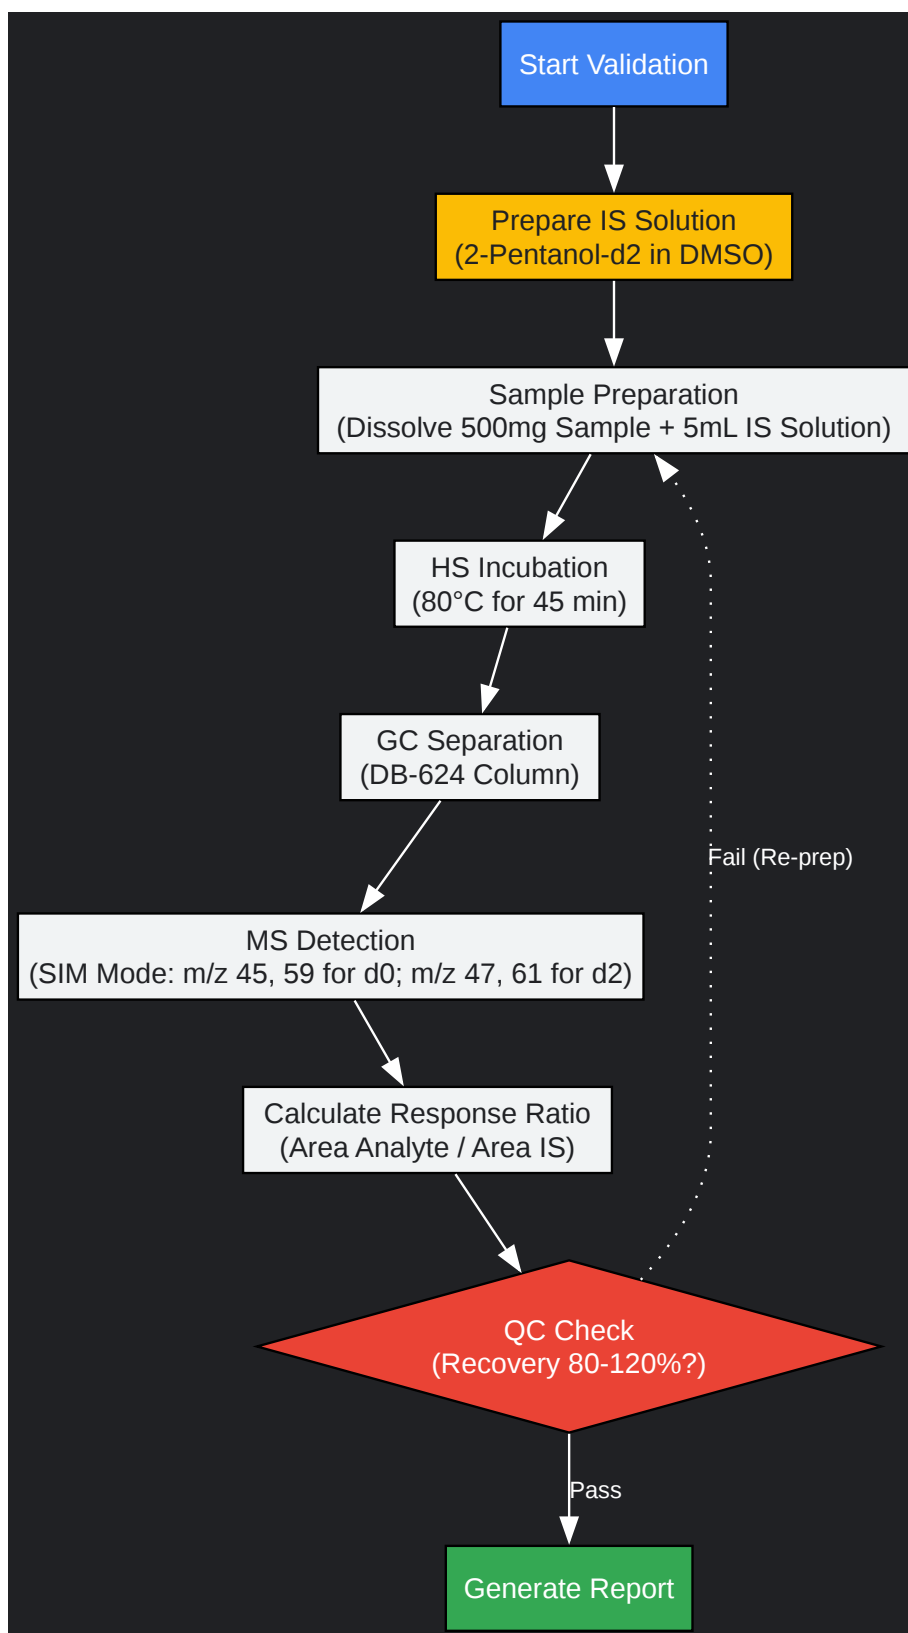 Start Validation
Prepare IS Solution
(2-Pentanol-d2 in DMSO)
Sample Preparation
(Dissolve 500mg Sample + 5mL IS Solution)
HS Incubation
(80°C for 45 min)
GC Separation
(DB-624 Column)
Fail (Re-prep)
MS Detection
(SIM Mode: m/z 45, 59 for d0; m/z 47, 61 for d2)
Calculate Response Ratio
(Area Analyte / Area IS)
QC Check
(Recovery 80-120%?)
Pass
Generate Report